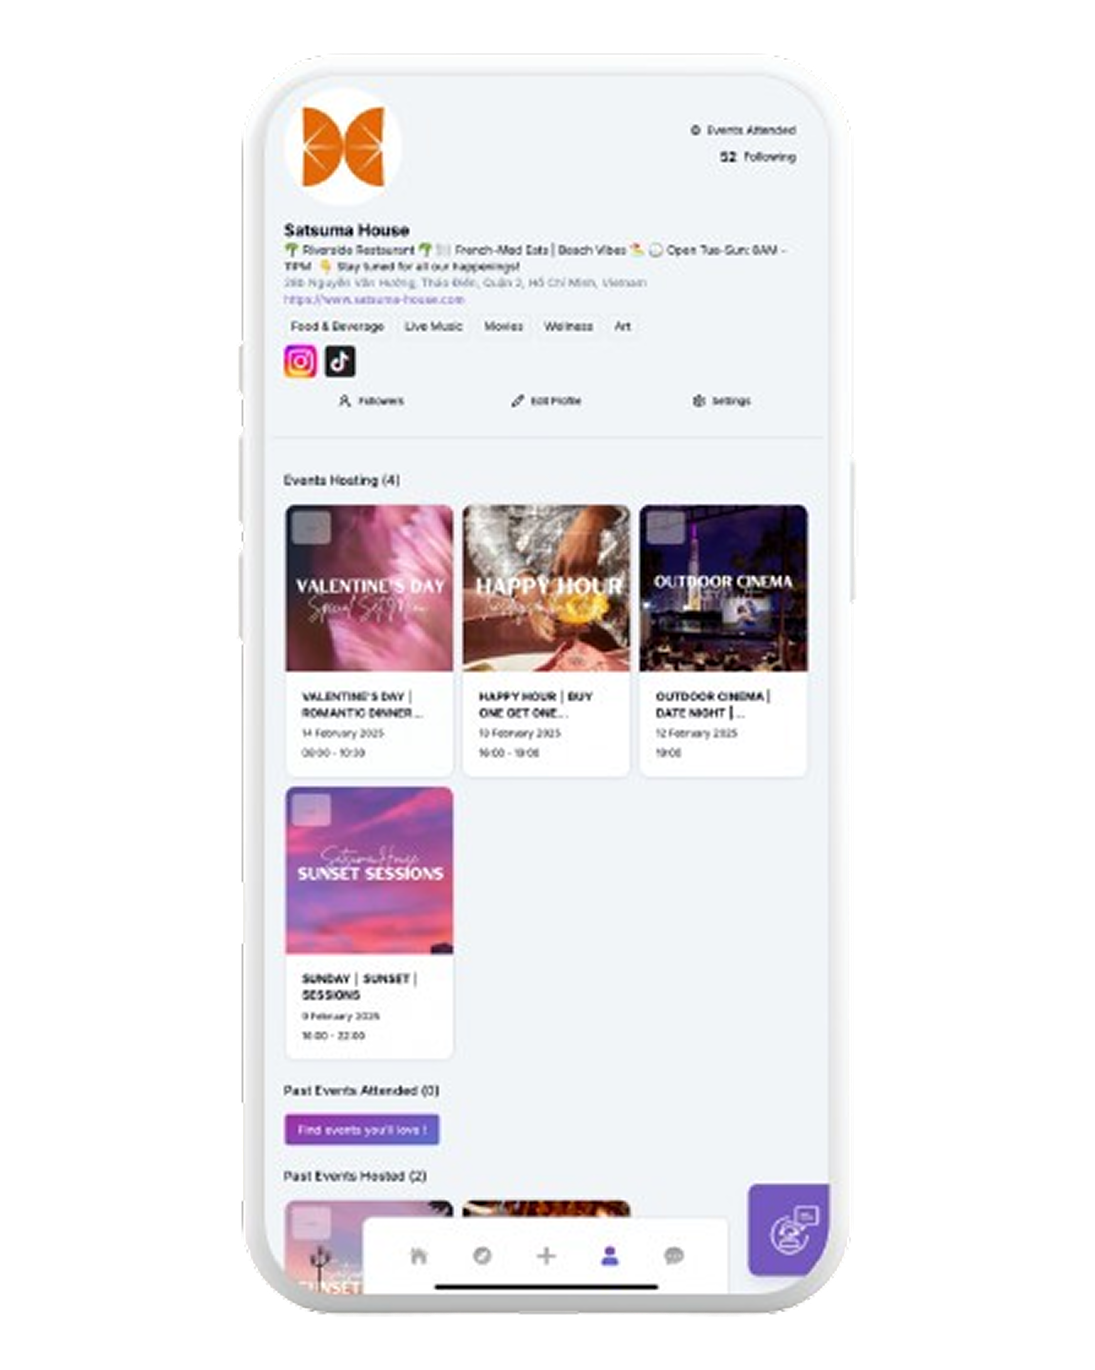 0 Events Attended
52 Following
Satsuma House
🌴 Riverside Restaurant 🌴 🍽️ French-Med Eats | Beach Vibes 🏖️ Open Tue-Sun: 8AM -
11PM 👇 Stay tuned for all our happenings!
28b Nguyễn Văn Hưởng, Thảo Điền, Quận 2, Hồ Chí Minh, Vietnam
https://www.satsuma-house.com
Food & Beverage Live Music Movies Wellness Art
Followers Edit Profile Settings
Events Hosting (4)
VALENTINE'S DAY
Special Set Menu
HAPPY HOUR
OUTDOOR CINEMA
VALENTINE'S DAY |
ROMANTIC DINNER...
14 February 2025
HAPPY HOUR | BUY
ONE GET ONE...
February 2025
16:00 - 19:00
OUTDOOR CINEMA |
DATE NIGHT | ...
12 February 2025
19:00
Satsuma House
SUNSET SESSIONS
SUNDAY | SUNSET |
SESSIONS
9 February 2025
16:00 - 22:00
Past Events Attended (0)
Find events you'll love !
Past Events Hosted (2)
SUNSET